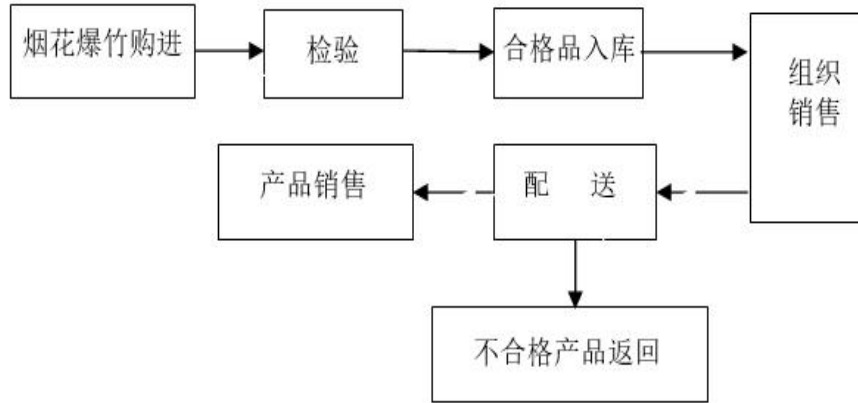 烟花爆竹购进
检验
合格品入库
组织
销售
产品销售
配 送
不合格产品返回